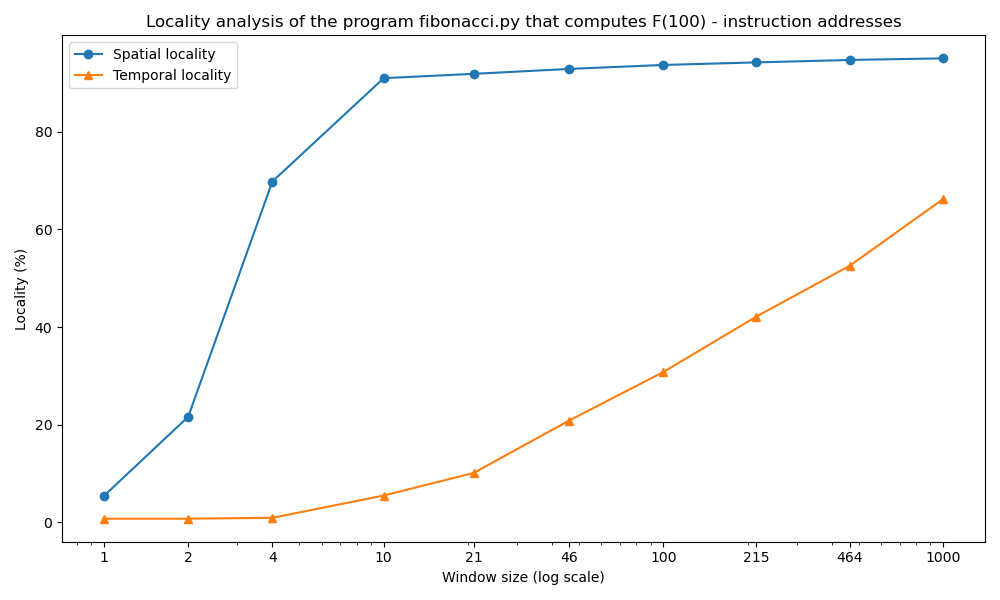 Locality analysis of the program fibonacci.py that computes F(100) - instruction addresses
Spatial locality
Temporal locality
Locality (%)
80
60
40
20
0
1 2 4 10 21 46 100 215 464 1000
Window size (log scale)